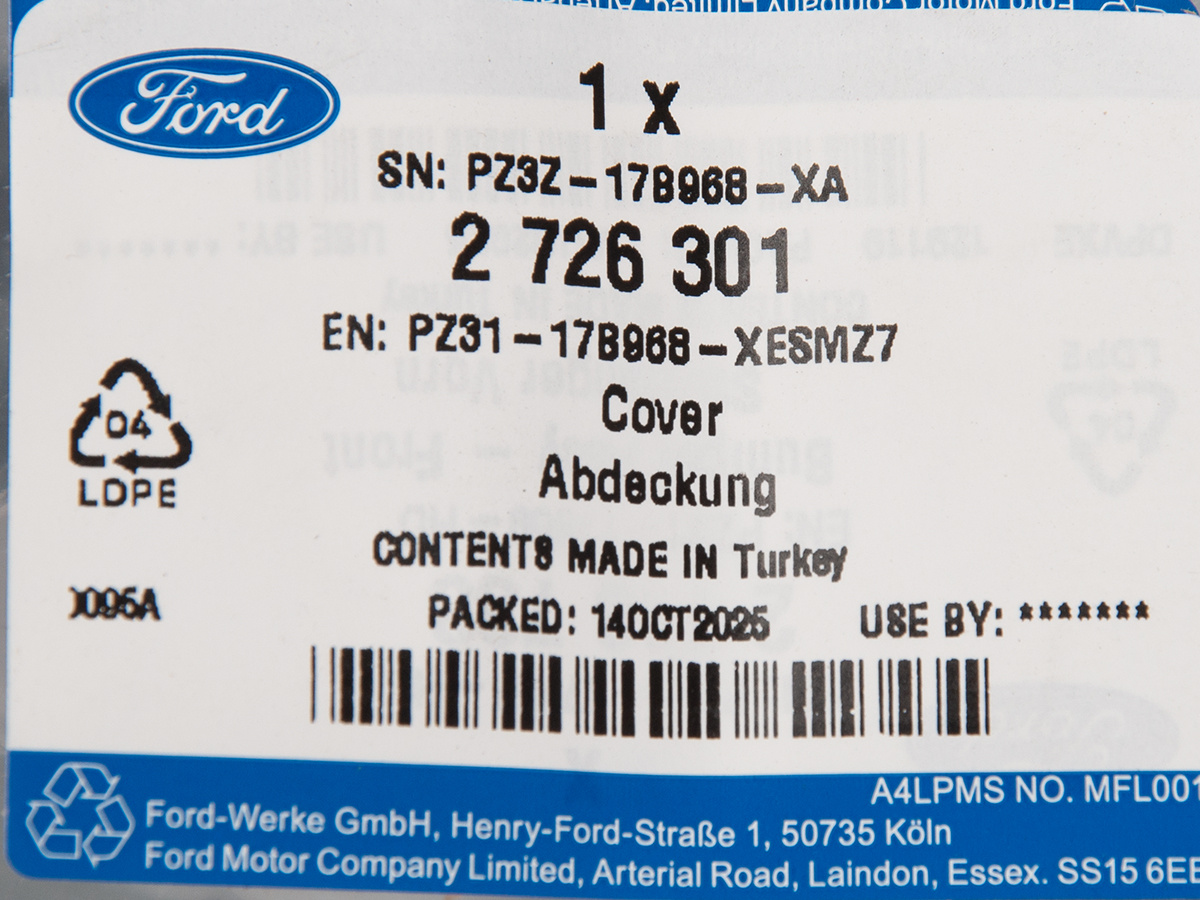 Ford
1 x
SN: PZ3Z-17B968-XA
2 726 301
EN: PZ31-17B968-XESMZ7
Cover
Abdeckung
04
LDPE
CONTENTS MADE IN Turkey
X095A
PACKED: 14OCT2025 USE BY: *******
A4LPMS NO. MFL001
Ford-Werke GmbH, Henry-Ford-Straße 1, 50735 Köln
Ford Motor Company Limited, Arterial Road, Laindon, Essex. SS15 6EE